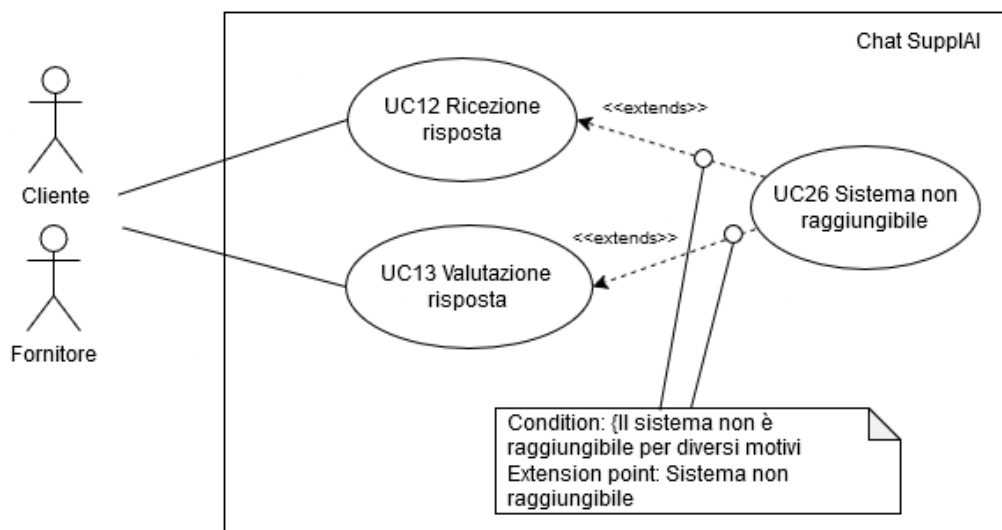 Chat SupplAI
UC12 Ricezione
risposta
<<extends>>
Cliente
UC26 Sistema non
raggiungibile
<<extends>>
UC13 Valutazione
risposta
Fornitore
Condition: {Il sistema non è
raggiungibile per diversi motivi
Extension point: Sistema non
raggiungibile